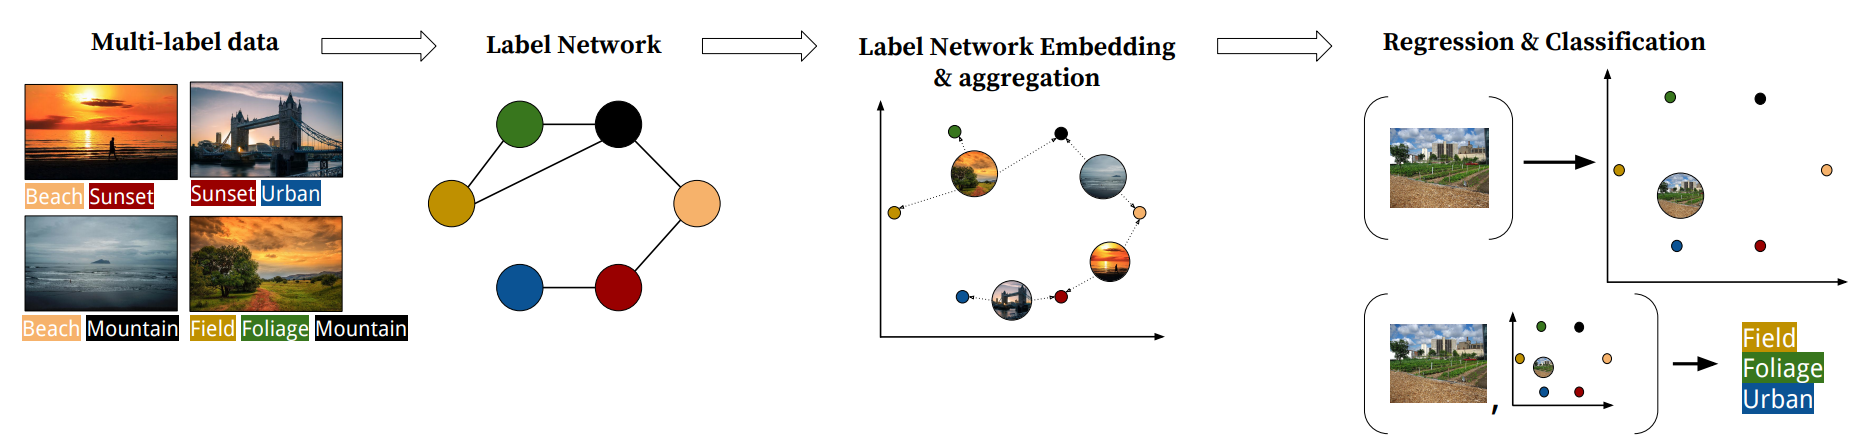 Multi-label data
Label Network
Label Network Embedding
& aggregation
Regression & Classification
Beach Sunset
Sunset Urban
Beach Mountain
Field Foliage Mountain
,
Field
Foliage
Urban